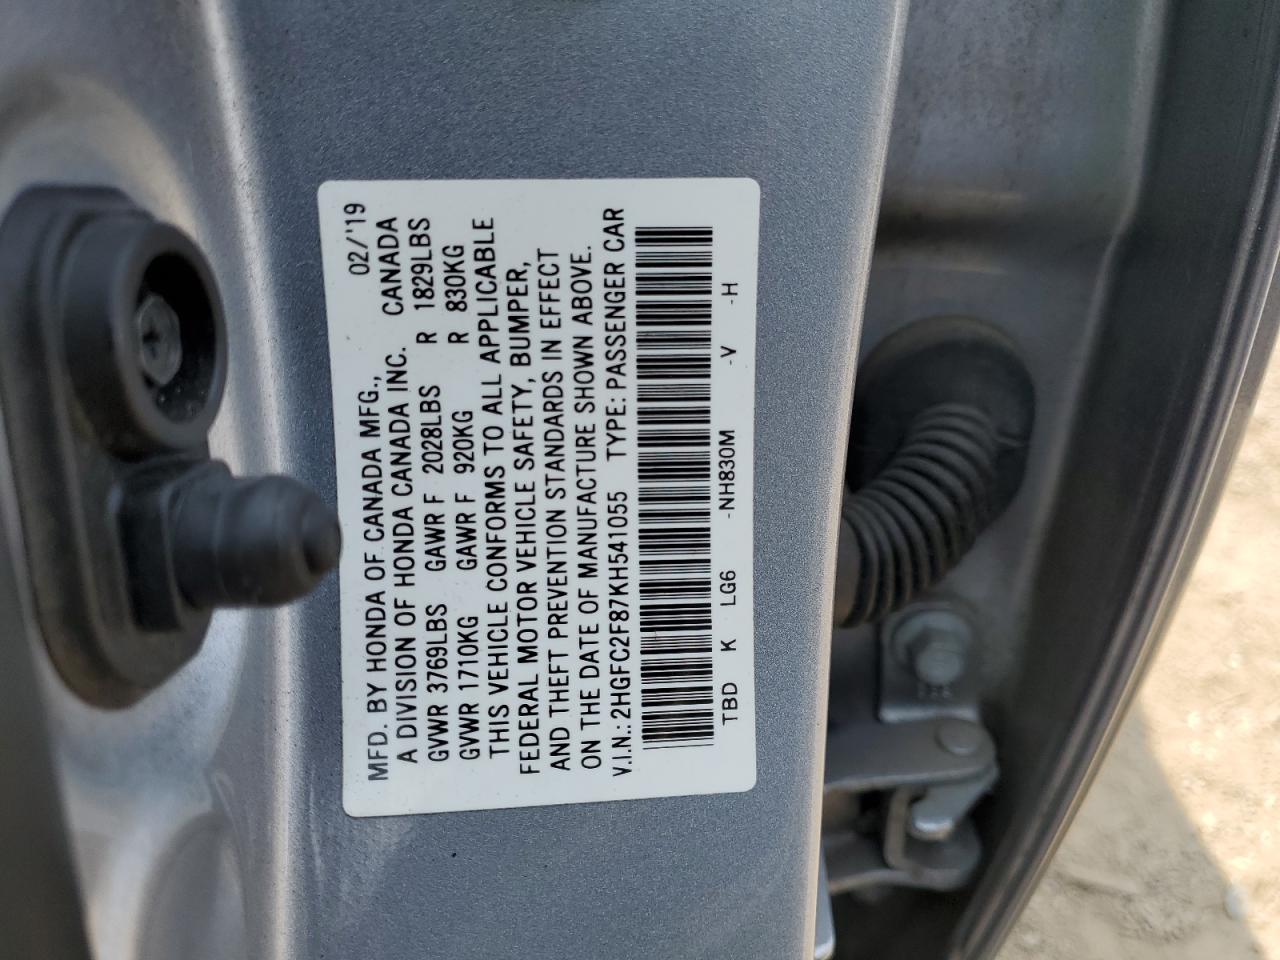 MFD. BY HONDA OF CANADA MFG., 02/'19
A DIVISION OF HONDA CANADA INC. CANADA
GVWR 3769LBS GAWR F 2028LBS R 1829LBS
GVWR 1710KG GAWR F 920KG R 830KG
THIS VEHICLE CONFORMS TO ALL APPLICABLE
FEDERAL MOTOR VEHICLE SAFETY, BUMPER,
AND THEFT PREVENTION STANDARDS IN EFFECT
ON THE DATE OF MANUFACTURE SHOWN ABOVE.
V.I.N.: 2HGFC2F87KH541055 TYPE: PASSENGER CAR
TBD K LG6 -NH830M -V -H